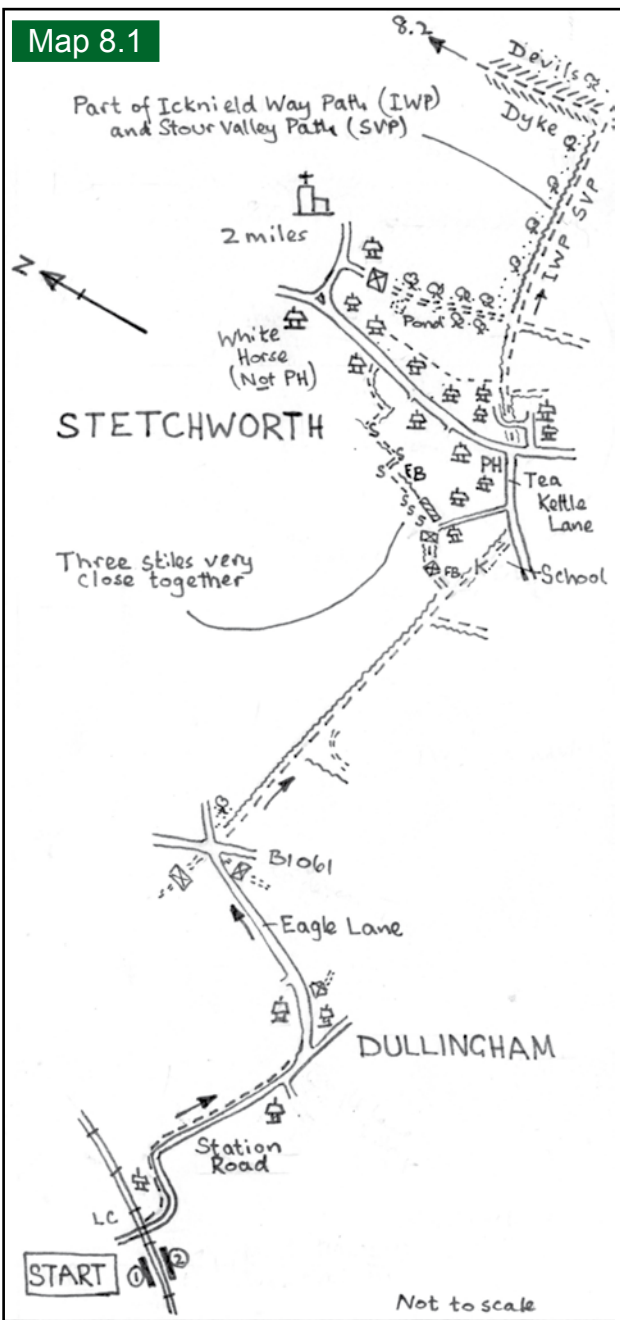 Map 8.1
8.2
Devils
Dyke
Part of Icknield Way Path (IWP)
and Stour Valley Path (SVP)
IWP SVP
2 miles
N
Pond
White
Horse
(Not PH)
STETCHWORTH
FB
PH
Tea
Kettle
Lane
S
S
S
S S S
Three stiles very
close together
FB
K
School
B1061
S
Eagle Lane
DULLINGHAM
Station
Road
LC
START
1
2
Not to scale